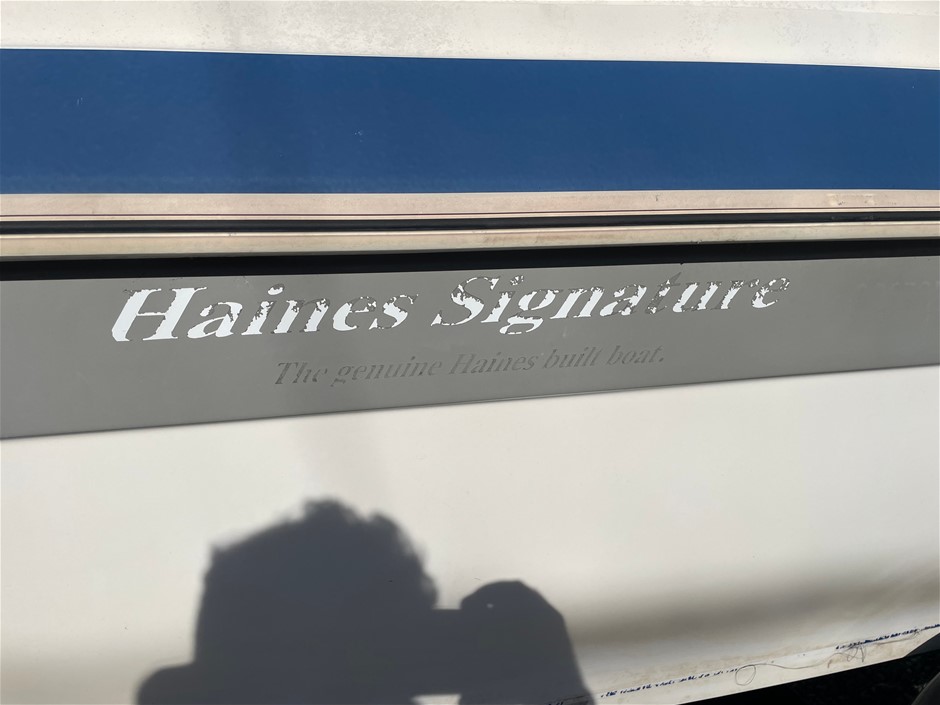 Haines Signature
The genuine Haines built boat.